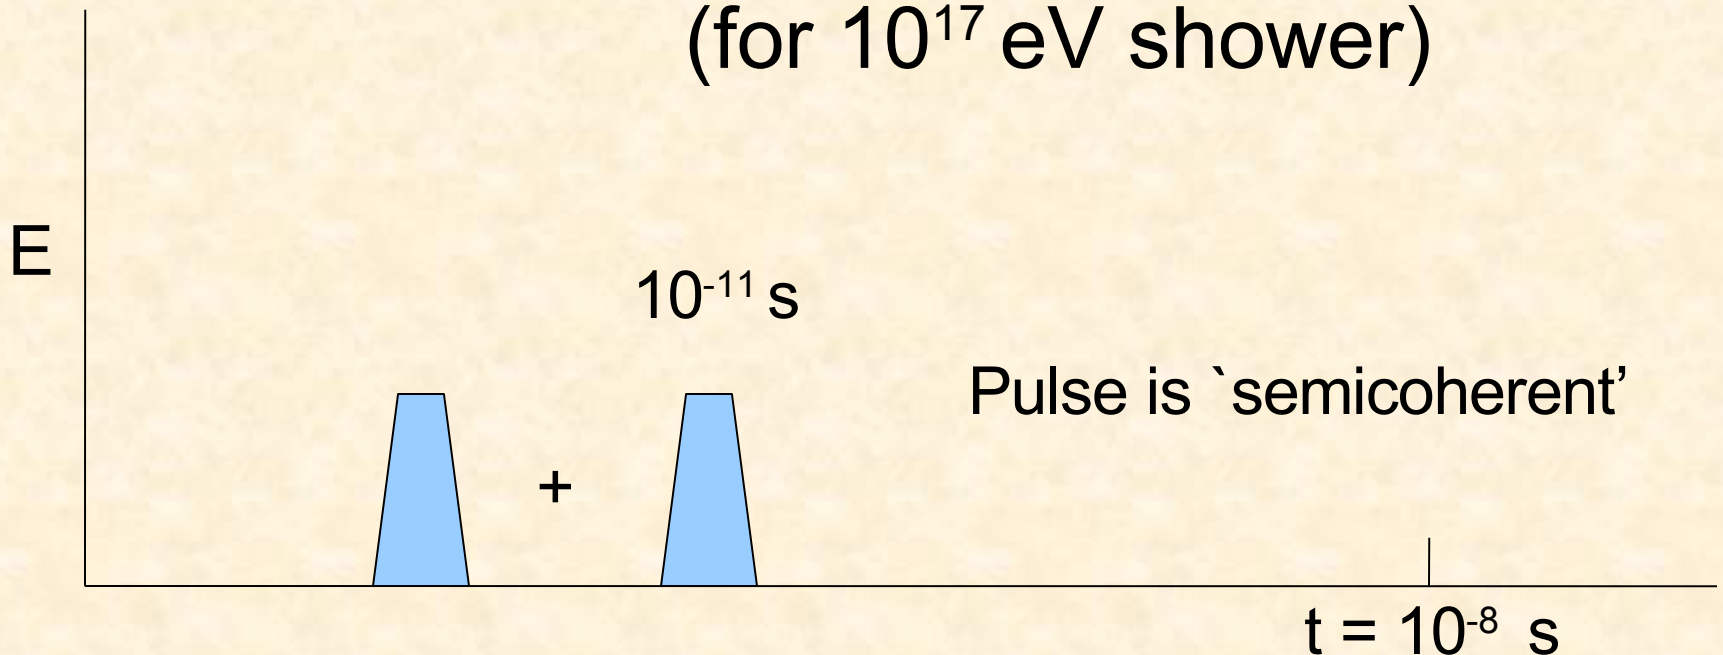 (for 10¹⁷ eV shower)
E
10⁻¹¹ s
Pulse is `semicoherent’
+
t = 10⁻⁸ s